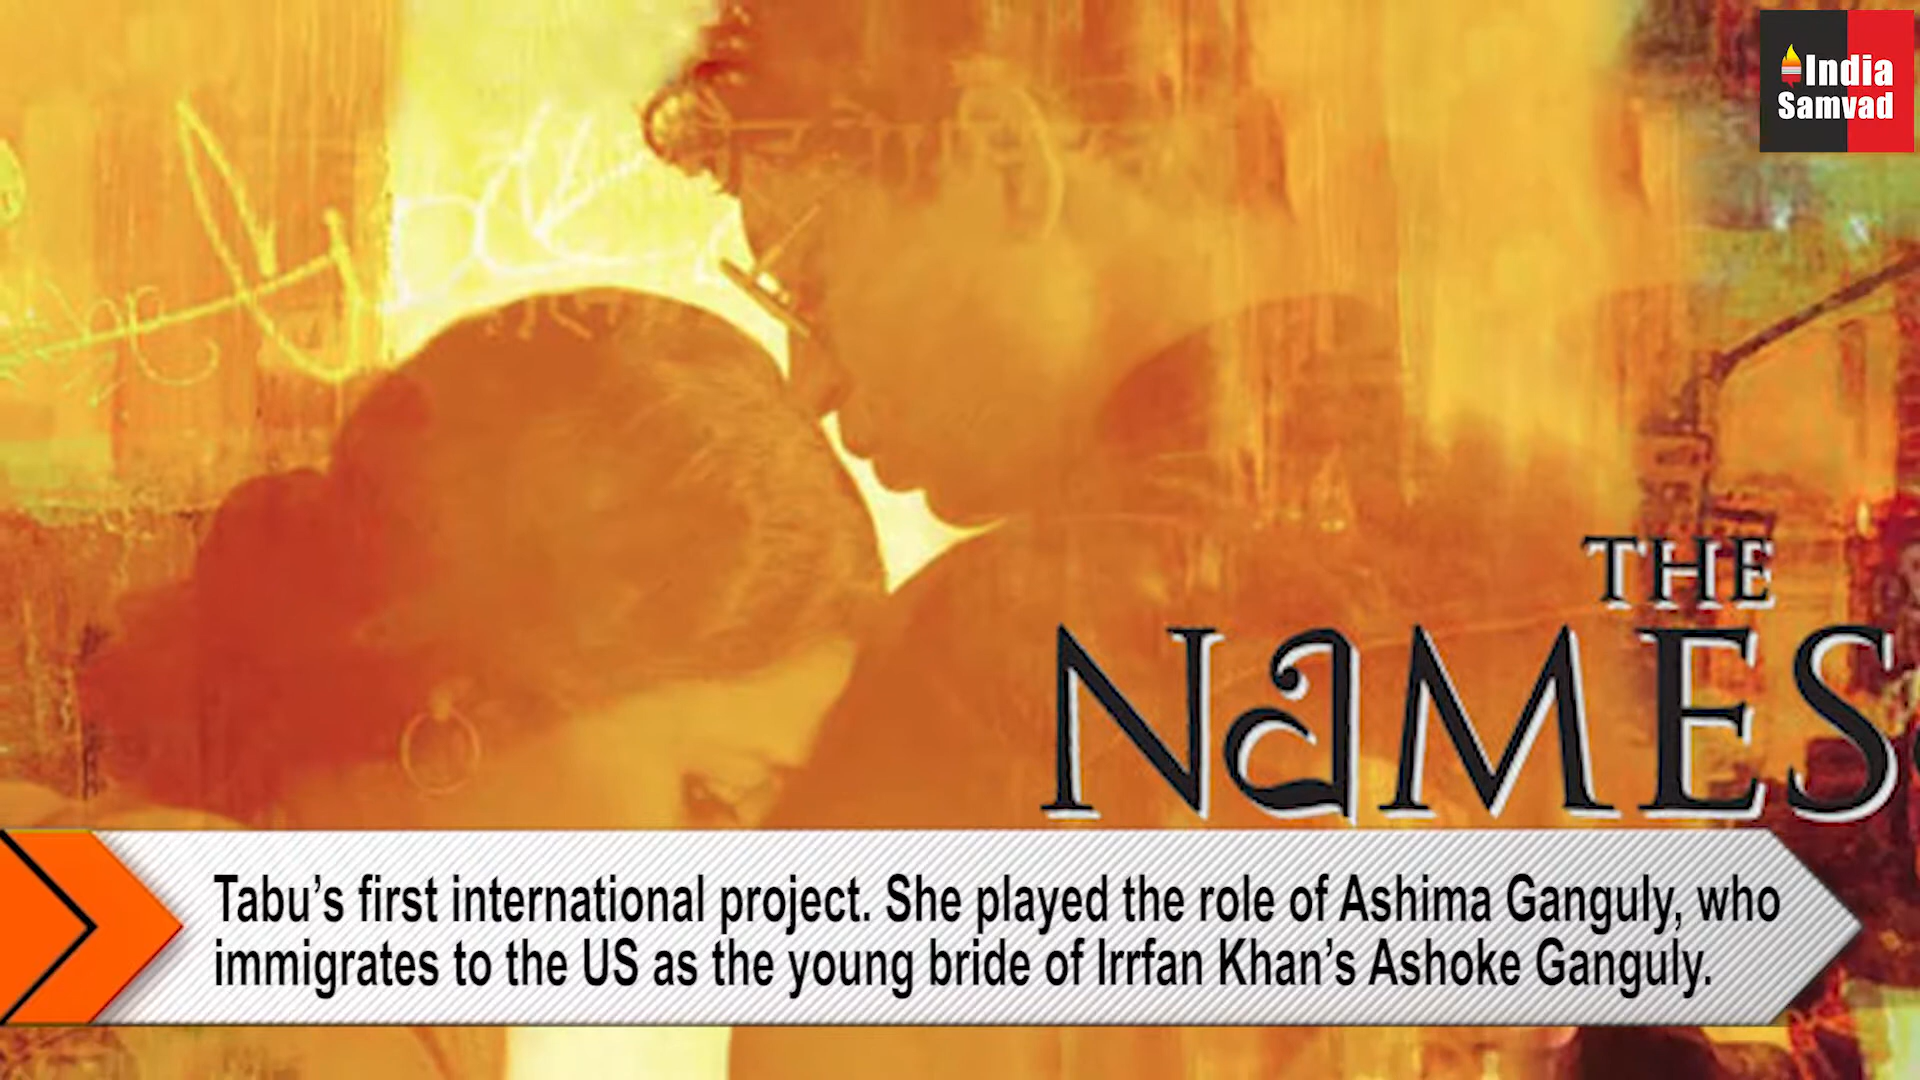 India
Samvad
THE
NaMES
Tabu's first international project. She played the role of Ashima Ganguly, who
immigrates to the US as the young bride of Irrfan Khan's Ashoke Ganguly.